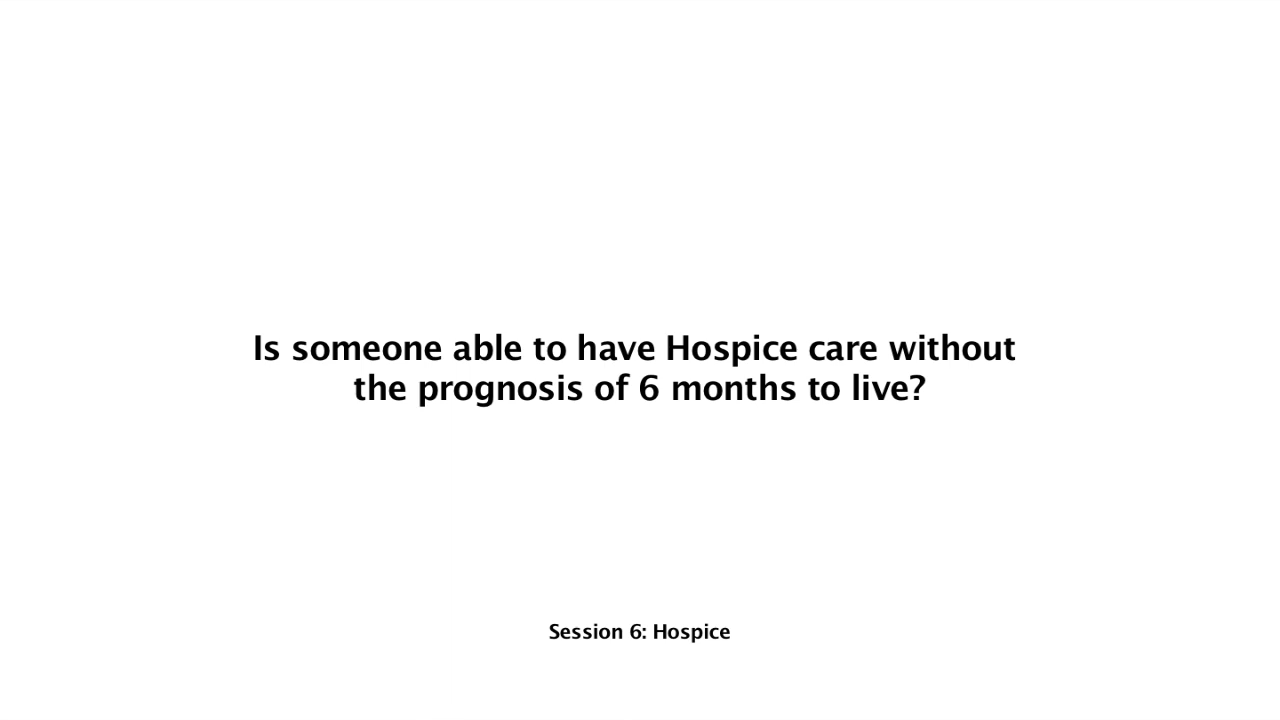 Is someone able to have Hospice care without
the prognosis of 6 months to live?
Session 6: Hospice